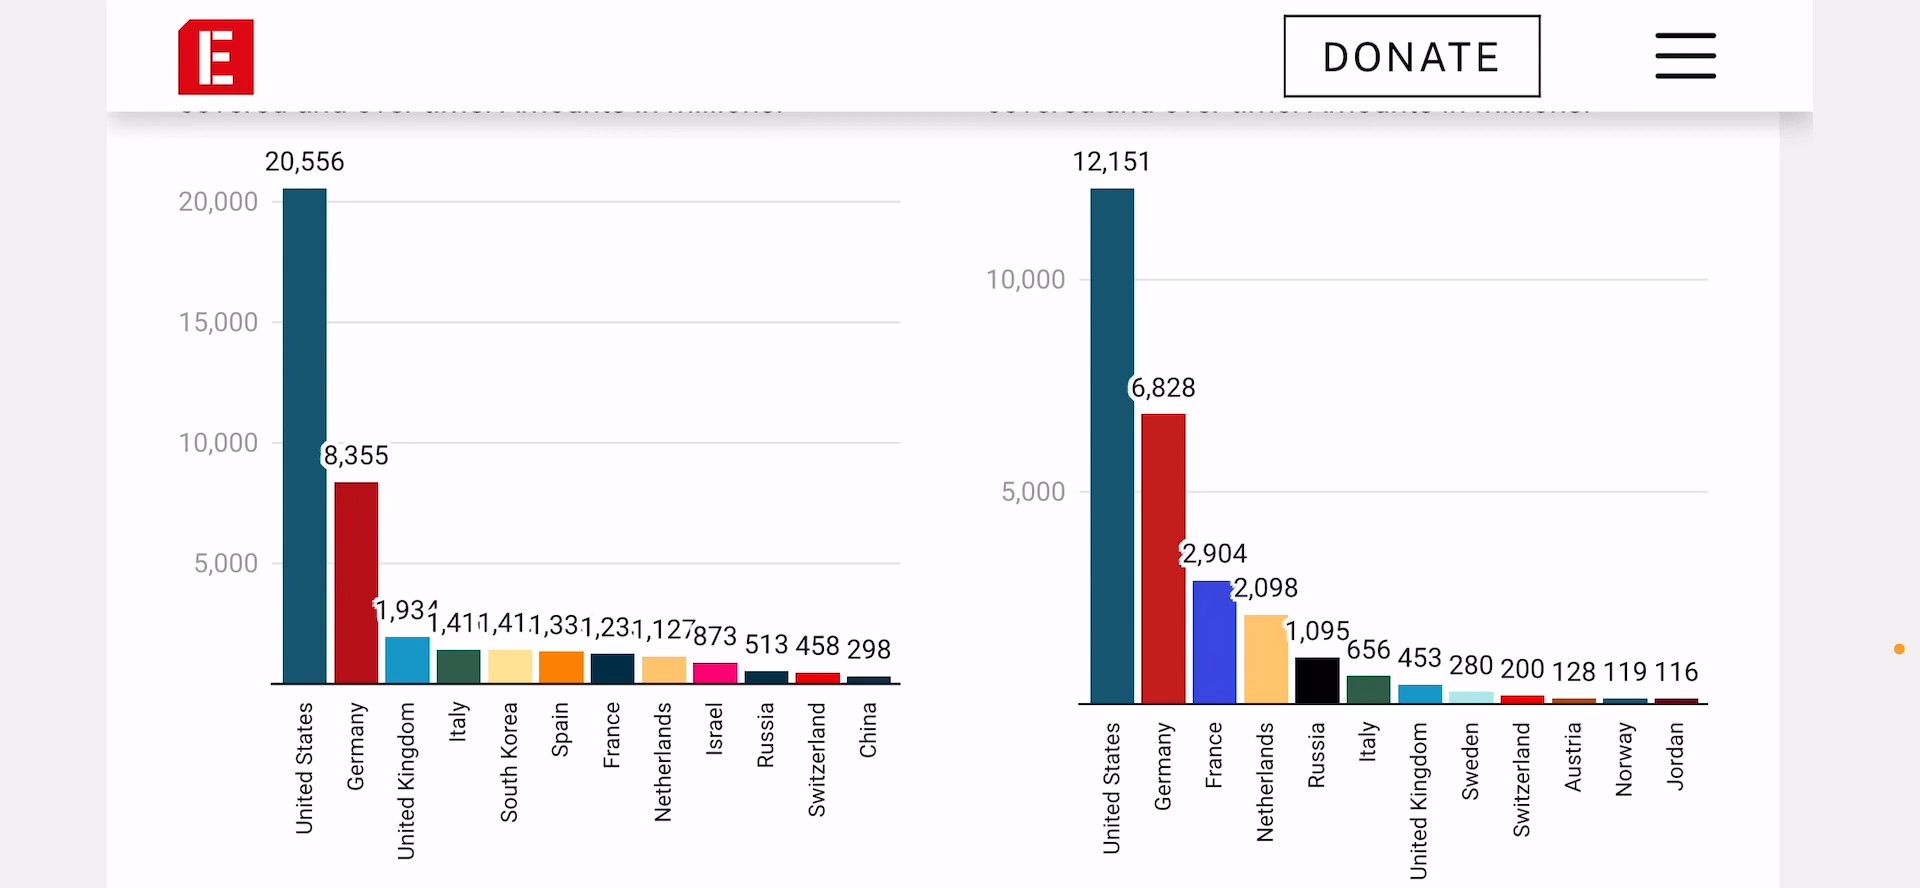 E
DONATE
20,556
20,000
15,000
10,000
8,355
5,000
873
513
458
298
1,127
United States
Germany
United Kingdom
Italy
South Korea
Spain
France
Netherlands
Israel
Russia
Switzerland
China
12,151
10,000
6,828
5,000
2,904
2,098
1,095
656
453
280
200
128
119
116
United States
Germany
France
Netherlands
Russia
Italy
United Kingdom
Sweden
Switzerland
Austria
Norway
Jordan